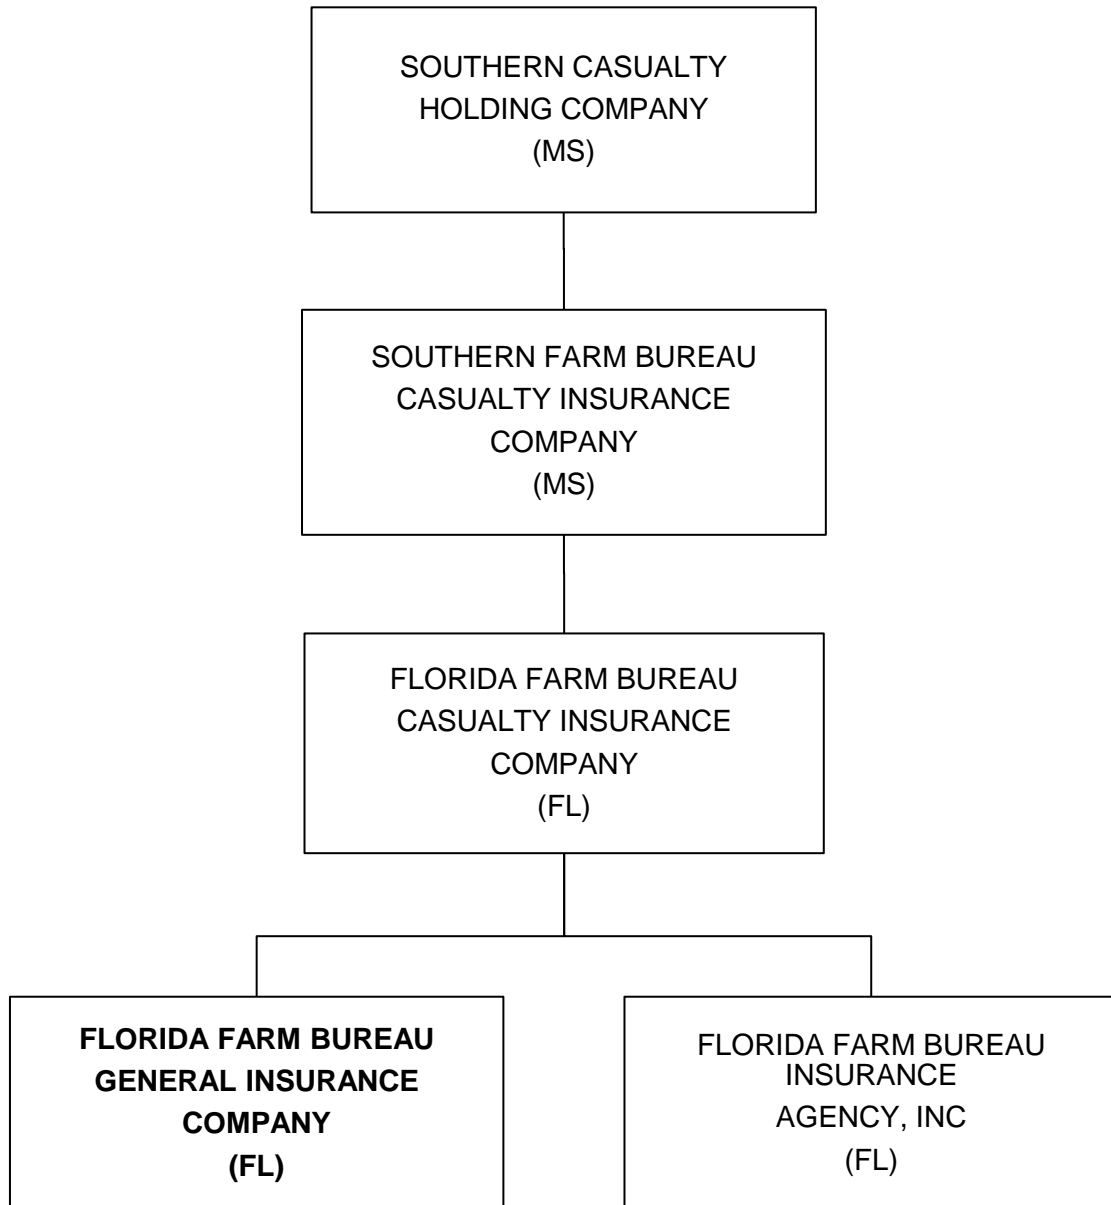 SOUTHERN CASUALTY
HOLDING COMPANY
(MS)
SOUTHERN FARM BUREAU
CASUALTY INSURANCE
COMPANY
(MS)
FLORIDA FARM BUREAU
CASUALTY INSURANCE
COMPANY
(FL)
FLORIDA FARM BUREAU
GENERAL INSURANCE
COMPANY
(FL)
FLORIDA FARM BUREAU
INSURANCE
AGENCY, INC
(FL)